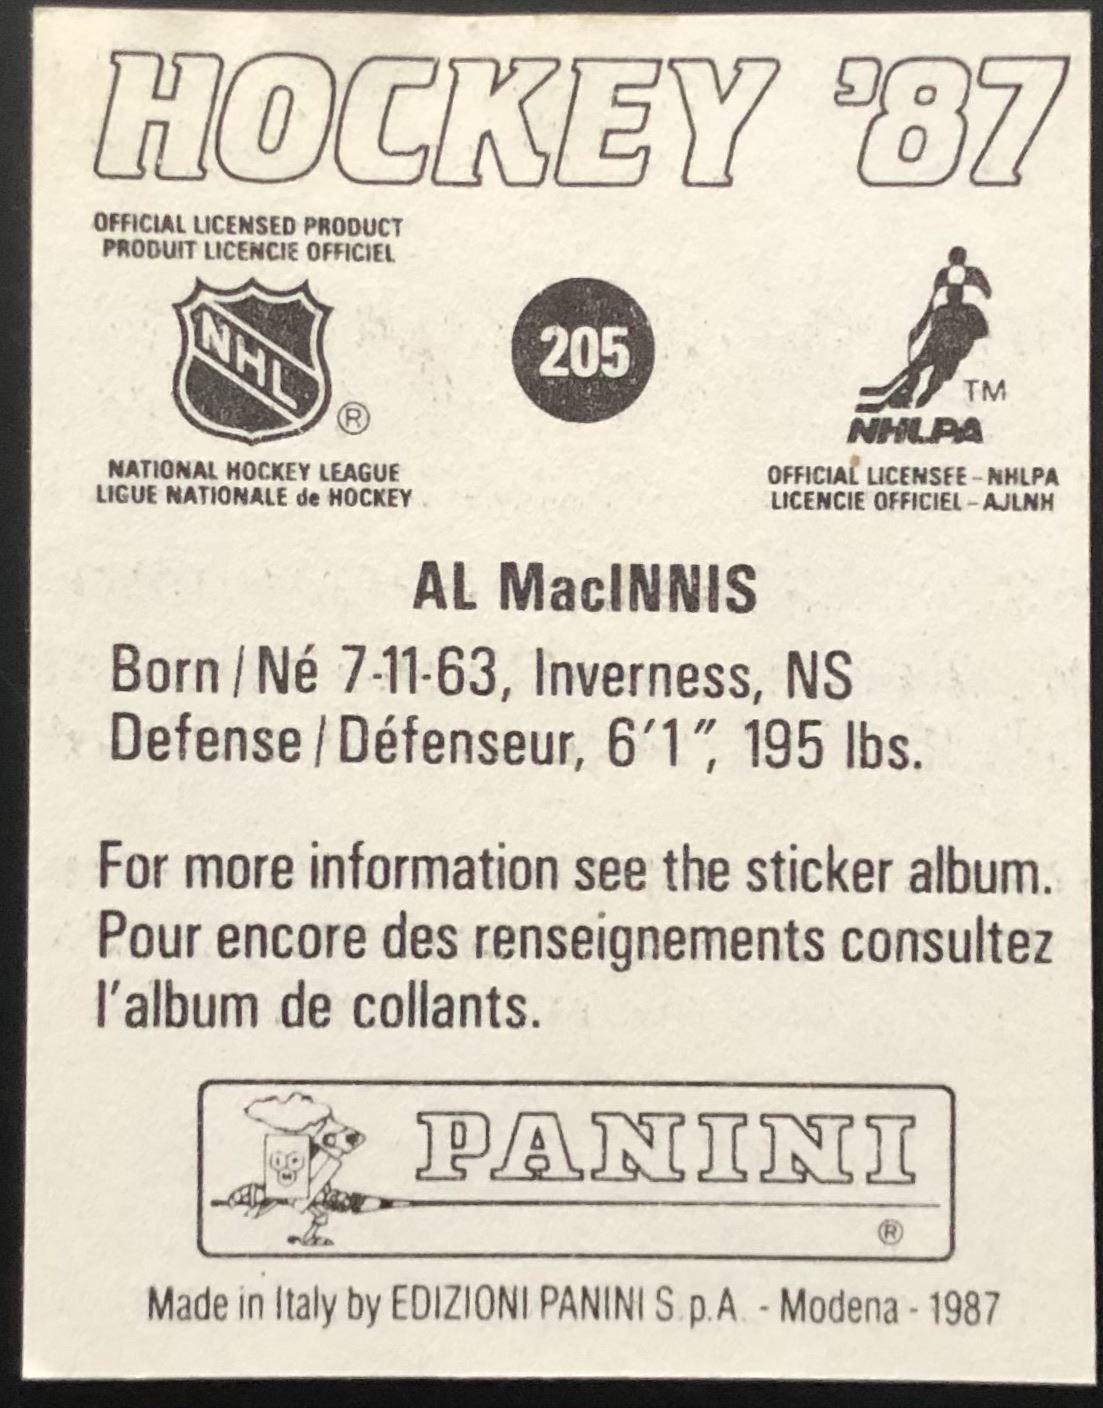 HOCKEY '87
OFFICIAL LICENSED PRODUCT
PRODUIT LICENCIE OFFICIEL
NHL
®
NATIONAL HOCKEY LEAGUE
LIGUE NATIONALE de HOCKEY
205
TM
NHLPA
OFFICIAL LICENSEE - NHLPA
LICENCIE OFFICIEL - AJLNH
AL MacINNIS
Born / Né 7-11-63, Inverness, NS
Defense / Défenseur, 6'1", 195 lbs.
For more information see the sticker album.
Pour encore des renseignements consultez
l'album de collants.
PANINI
®
Made in Italy by EDIZIONI PANINI S.p.A. - Modena - 1987